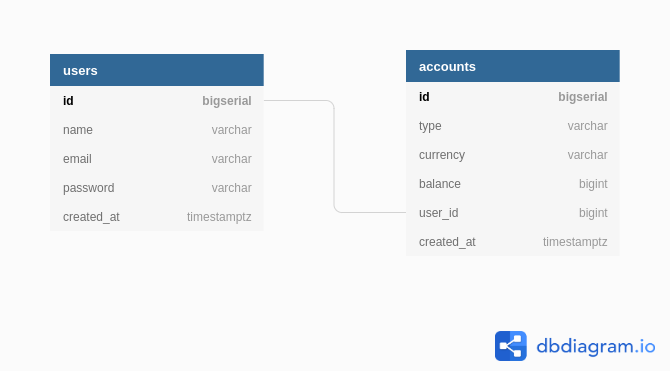 users
id bigserial
name varchar
email varchar
password varchar
created_at timestamptz
accounts
id bigserial
type varchar
currency varchar
balance bigint
user_id bigint
created_at timestamptz
dbdiagram.io